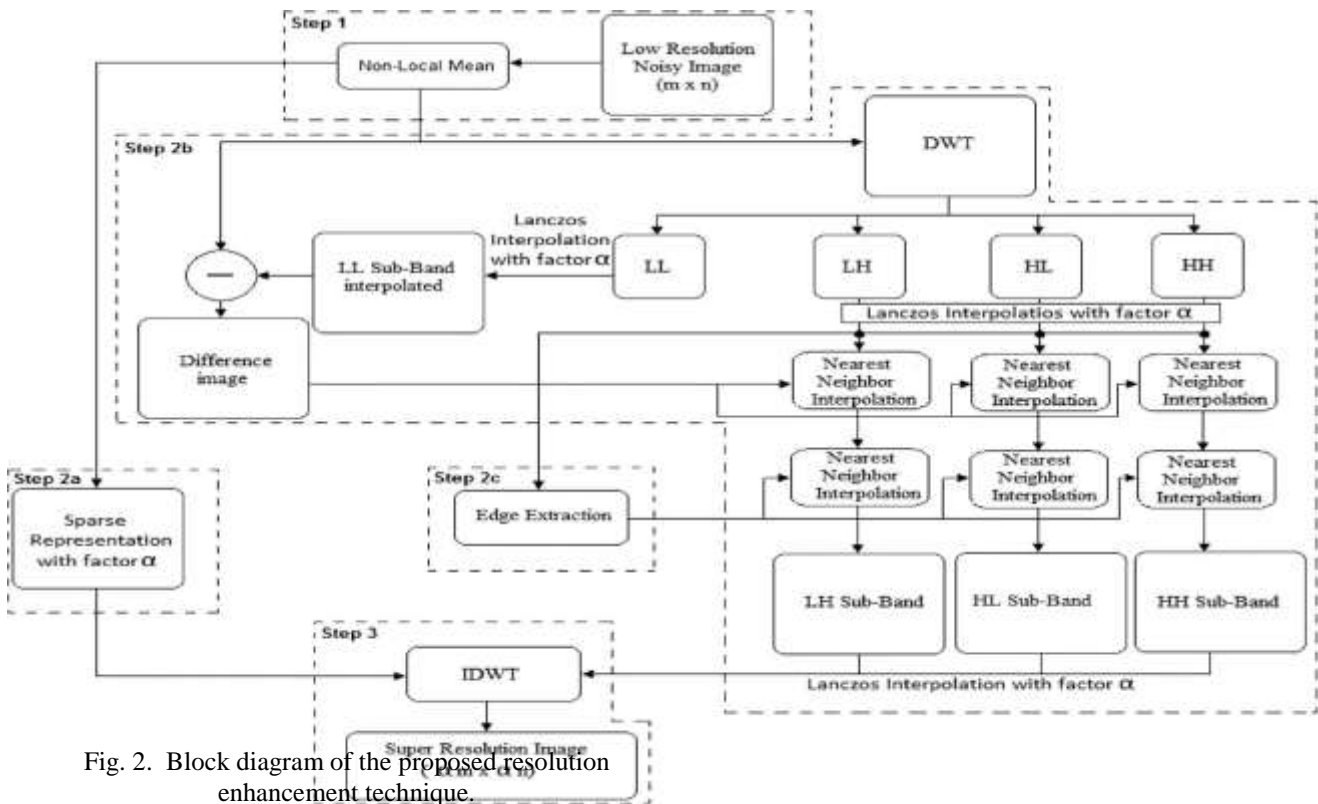 Step 1
Non-Local Mean
Low Resolution
Noisy Image
(m x n)
Step 2b
DWT
Lanczos
Interpolation
with factor α
LL Sub-Band
interpolated
LL
LH
HL
HH
Lanczos Interpolatios with factor α
Difference
image
Nearest
Neighbor
Interpolation
Nearest
Neighbor
Interpolation
Nearest
Neighbor
Interpolation
Nearest
Neighbor
Interpolation
Nearest
Neighbor
Interpolation
Nearest
Neighbor
Interpolation
Step 2a
Sparse
Representation
with factor α
Step 2c
Edge Extraction
LH Sub-Band
HL Sub-Band
HH Sub-Band
Step 3
IDWT
Lanczos Interpolation with factor α
Super Resolution Image
( α m x α n)
Fig. 2. Block diagram of the proposed resolution
enhancement technique.